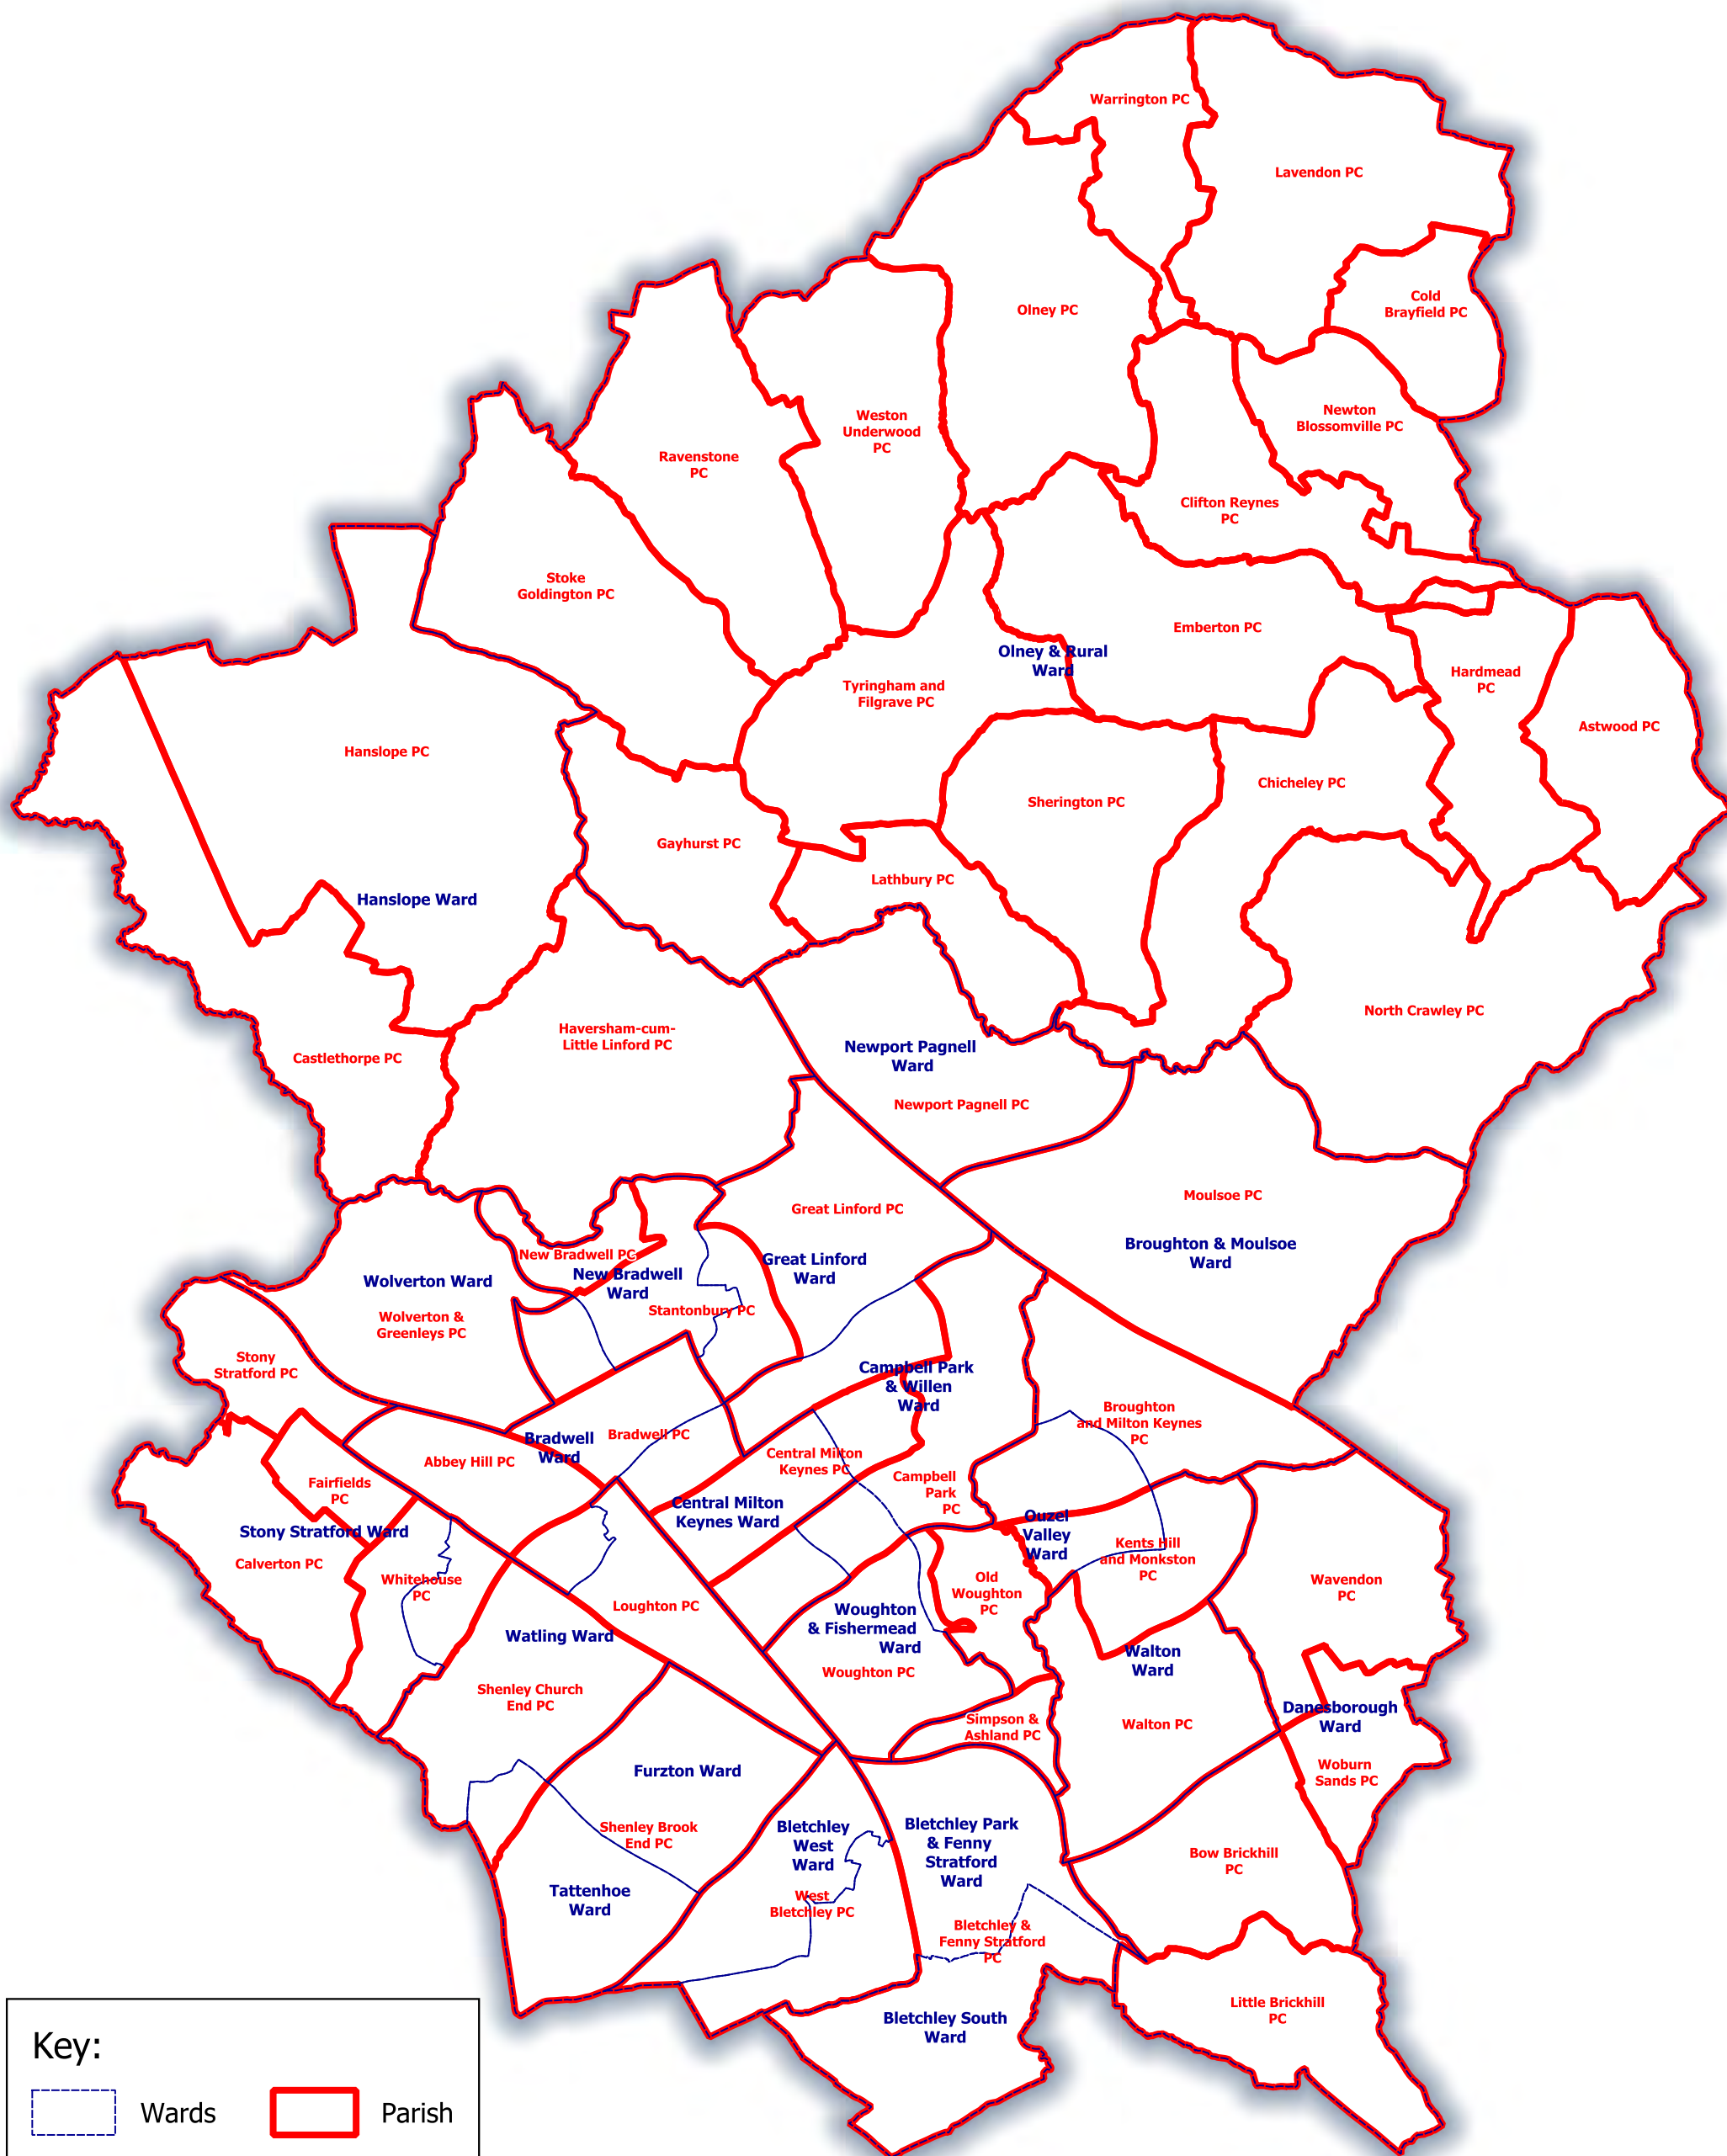 Warrington PC
Lavendon PC
Olney PC
Cold
Brayfield PC
Weston
Underwood
PC
Newton
Blossomville PC
Ravenstone
PC
Clifton Reynes
PC
Stoke
Goldington PC
Emberton PC
Olney & Rural
Ward
Tyringham and
Filgrave PC
Hardmead
PC
Astwood PC
Hanslope PC
Chicheley PC
Sherington PC
Gayhurst PC
Lathbury PC
Hanslope Ward
North Crawley PC
Haversham-cum-
Little Linford PC
Castlethorpe PC
Newport Pagnell
Ward
Newport Pagnell PC
Moulsoe PC
Great Linford PC
Broughton & Moulsoe
Ward
New Bradwell PC
Great Linford
Ward
Wolverton Ward
New Bradwell
Ward
Stantonbury PC
Wolverton &
Greenleys PC
Stony
Stratford PC
Campbell Park
& Willen
Ward
Broughton
and Milton Keynes
PC
Bradwell PC
Bradwell
Ward
Abbey Hill PC
Central Milton
Keynes PC
Campbell
Park
PC
Fairfields
PC
Central Milton
Keynes Ward
Stony Stratford Ward
Ouzel
Valley
Ward
Kents Hill
and Monkston
PC
Calverton PC
Whitehouse
PC
Old
Woughton
PC
Wavendon
PC
Loughton PC
Woughton
& Fishermead
Ward
Watling Ward
Walton
Ward
Woughton PC
Shenley Church
End PC
Danesborough
Ward
Simpson &
Ashland PC
Walton PC
Furzton Ward
Woburn
Sands PC
Shenley Brook
End PC
Bletchley
West
Ward
Bletchley Park
& Fenny
Stratford
Ward
Bow Brickhill
PC
Tattenhoe
Ward
West
Bletchley PC
Bletchley &
Fenny Stratford
PC
Bletchley South
Ward
Little Brickhill
PC
Key:
Wards
Parish